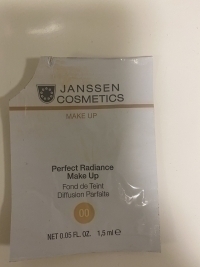 JANSSEN
COSMETICS
MAKE UP
Perfect Radiance
Make Up
Fond de Teint
Diffusion Parfaite
00
NET 0.05 FL. OZ. 1,5 ml e